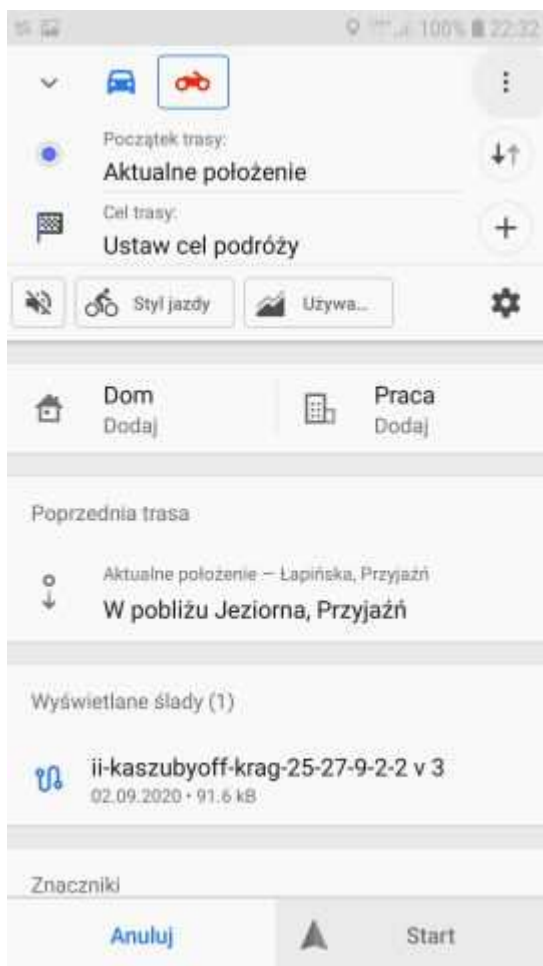 100% 22:32
Początek trasy:
Aktualne położenie
Cel trasy:
Ustaw cel podróży
Styl jazdy Używa...
Dom Praca
Dodaj Dodaj
Poprzednia trasa
Aktualne położenie — Łapińska, Przyjaźń
W pobliżu Jeziorna, Przyjaźń
Wyświetlane ślady (1)
ii-kaszubyoff-krag-25-27-9-2-2 v 3
02.09.2020 • 91.6 kB
Znaczniki
Anuluj Start